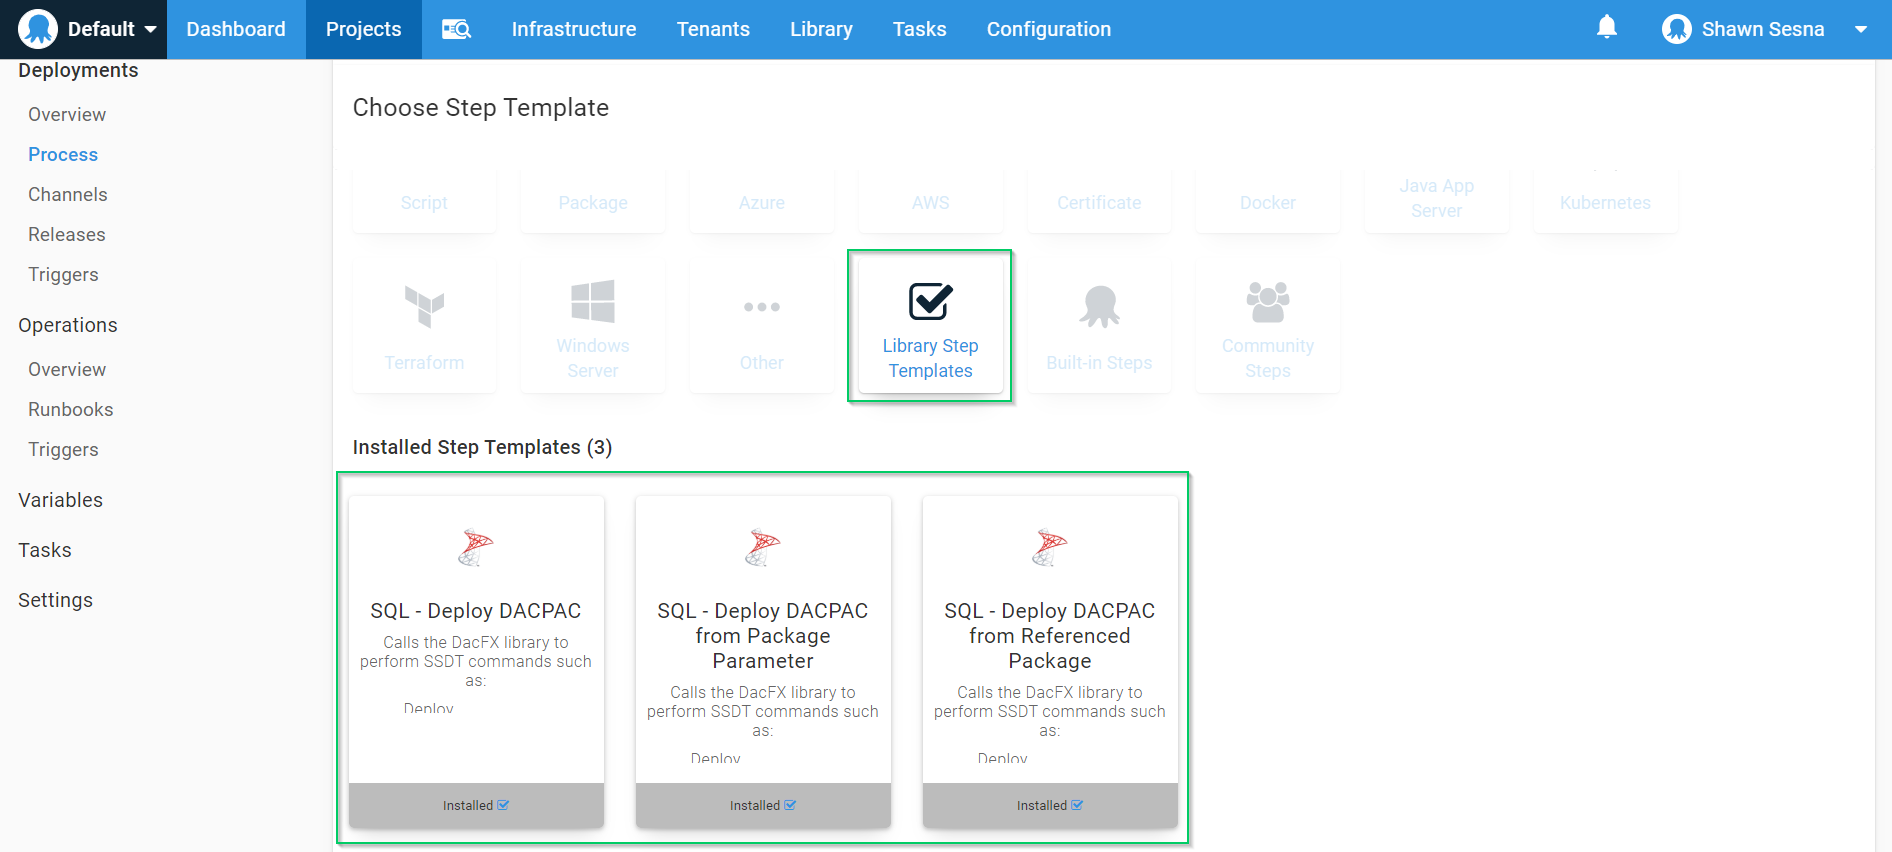 Default
Dashboard
Projects
Infrastructure
Tenants
Library
Tasks
Configuration
Shawn Sesna
Deployments
Overview
Process
Channels
Releases
Triggers
Operations
Overview
Runbooks
Triggers
Variables
Tasks
Settings
Choose Step Template
Script
Package
Azure
AWS
Certificate
Docker
Java App
Server
Kubernetes
Terraform
Windows
Server
Other
Library Step
Templates
Built-in Steps
Community
Steps
Installed Step Templates (3)
SQL - Deploy DACPAC
Calls the DacFX library to
perform SSDT commands such
as:
Deploy
Installed
SQL - Deploy DACPAC
from Package
Parameter
Calls the DacFX library to
perform SSDT commands such
as:
Deploy
Installed
SQL - Deploy DACPAC
from Referenced
Package
Calls the DacFX library to
perform SSDT commands such
as:
Deploy
Installed